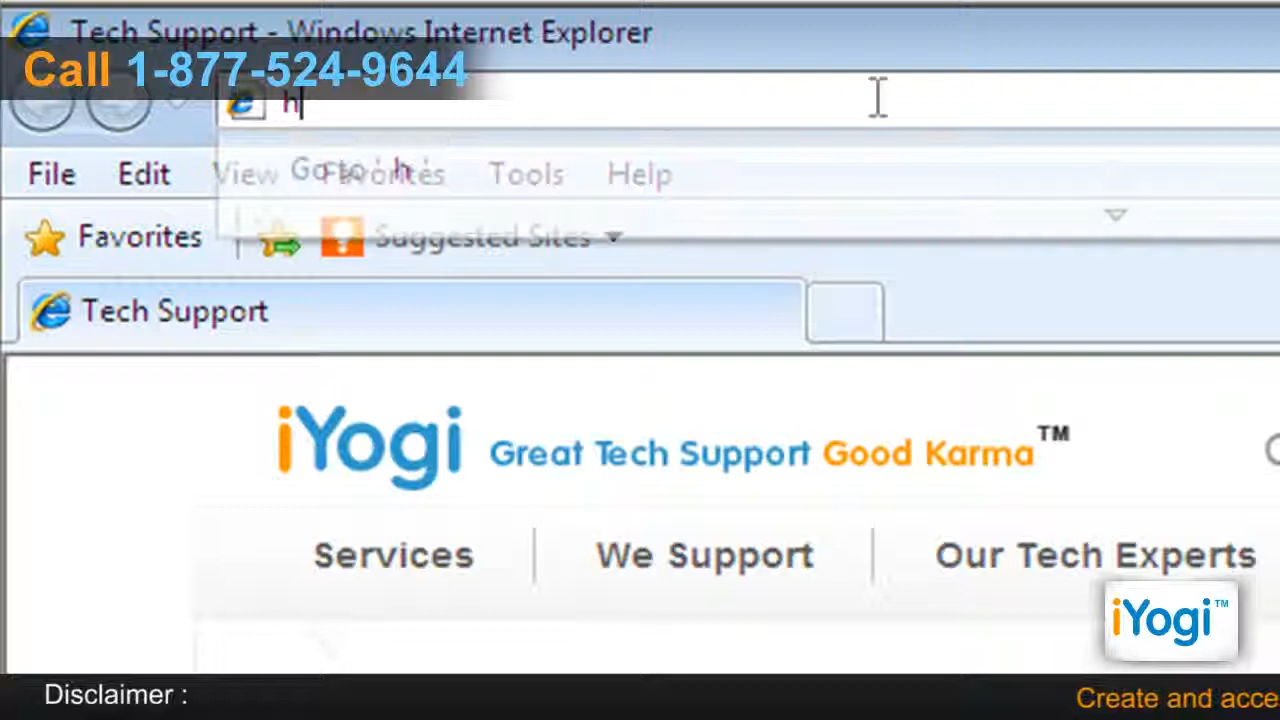 Tech Support - Windows Internet Explorer
Call 1-877-524-9644
h
Go to ' h '
File Edit View Favorites Tools Help
Favorites Suggested Sites
Tech Support
iYogi Great Tech Support Good Karma™
Services We Support Our Tech Experts
iYogi™
Disclaimer : Create and acce